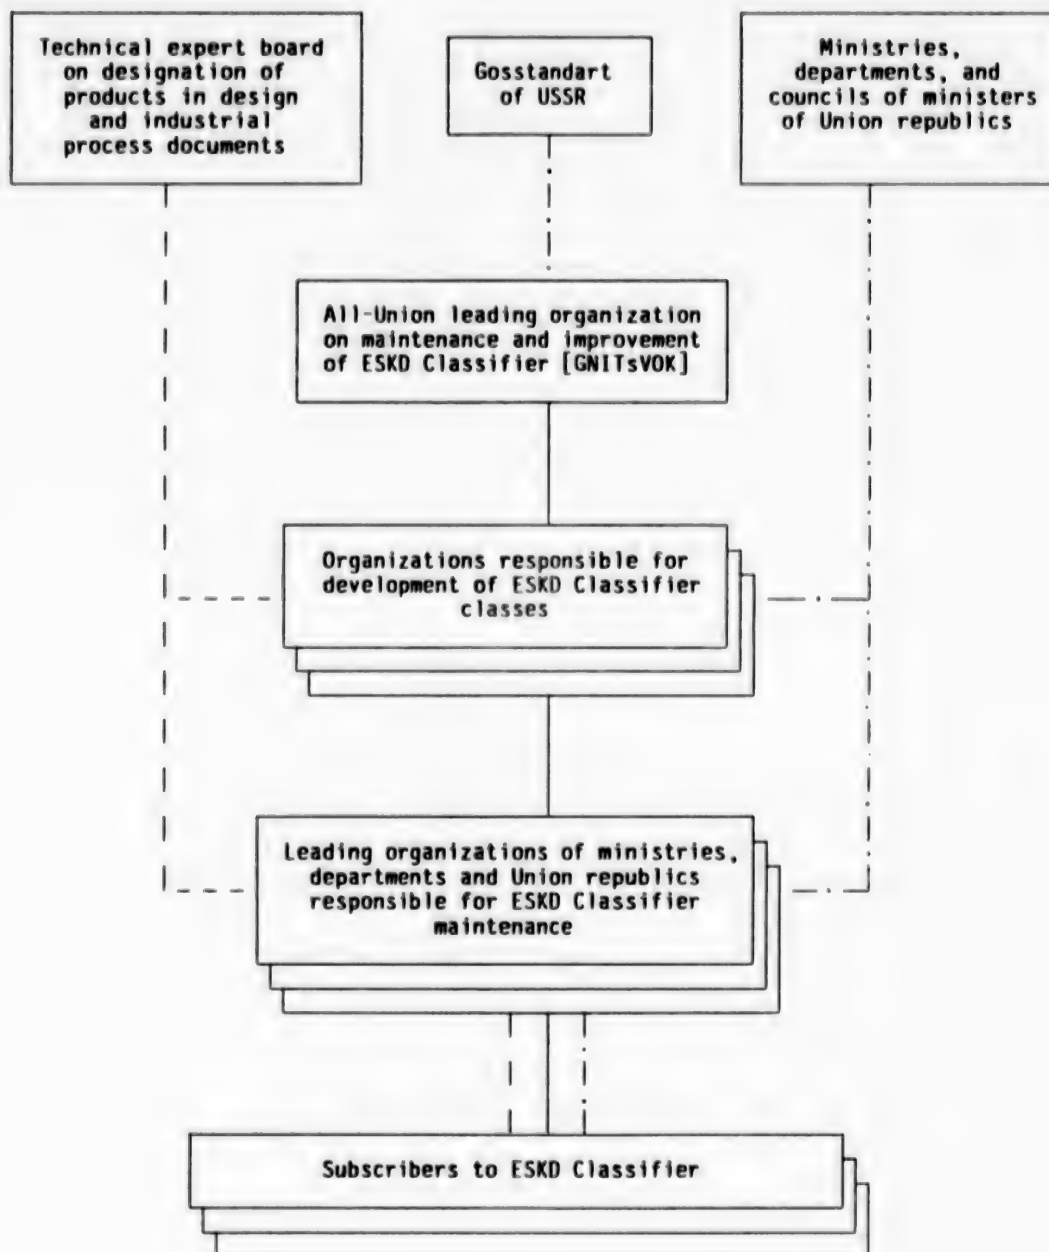 Technical expert board
on designation of
products in design
and industrial
process documents
Gosstandart
of USSR
Ministries,
departments, and
councils of ministers
of Union republics
All-Union leading organization
on maintenance and improvement
of ESKD Classifier [GNITsVOK]
Organizations responsible for
development of ESKD Classifier
classes
Leading organizations of ministries,
departments and Union republics
responsible for ESKD Classifier
maintenance
Subscribers to ESKD Classifier